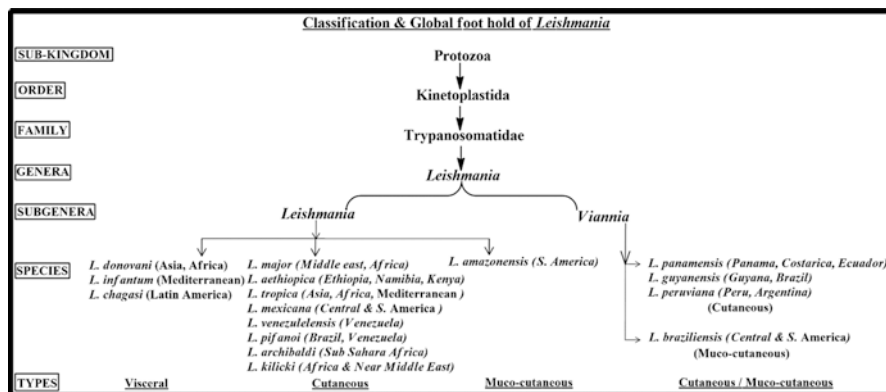 Classification & Global foot hold of Leishmania
SUB-KINGDOM
Protozoa
ORDER
Kinetoplastida
FAMILY
Trypanosomatidae
GENERA
Leishmania
SUBGENERA
Leishmania
Viannia
SPECIES
L. donovani (Asia, Africa)
L. infantum (Mediterranean)
L. chagasi (Latin America)
L. major (Middle east, Africa)
L. aethiopica (Ethiopia, Namibia, Kenya)
L. tropica (Asia, Africa, Mediterranean )
L. mexicana (Central & S. America )
L. venezulelensis (Venezuela)
L. pifanoi (Brazil, Venezuela)
L. archibaldi (Sub Sahara Africa)
L. kilicki (Africa & Near Middle East)
L. amazonensis (S. America)
L. panamensis (Panama, Costarica, Ecuador)
L. guyanensis (Guyana, Brazil)
L. peruviana (Peru, Argentina)
(Cutaneous)
L. braziliensis (Central & S. America)
(Muco-cutaneous)
TYPES
Visceral
Cutaneous
Muco-cutaneous
Cutaneous / Muco-cutaneous